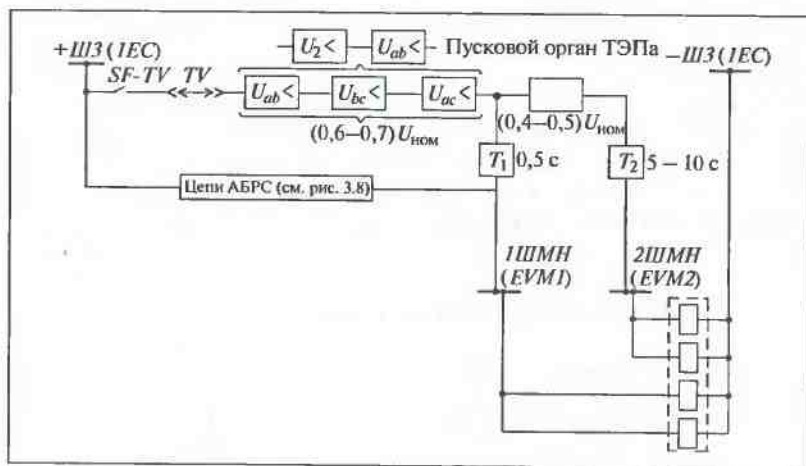 U₂<
U_ab<
Пусковой орган ТЭПа
+ШЗ (1ЕС)
–ШЗ (1ЕС)
SF-TV
TV
U_ab<
U_bc<
U_ac<
(0,6–0,7) U_ном
(0,4–0,5) U_ном
T₁
0,5 с
T₂
5 – 10 с
Цепи АБРС (см. рис. 3.8)
1ШМН
(EVM1)
2ШМН
(EVM2)